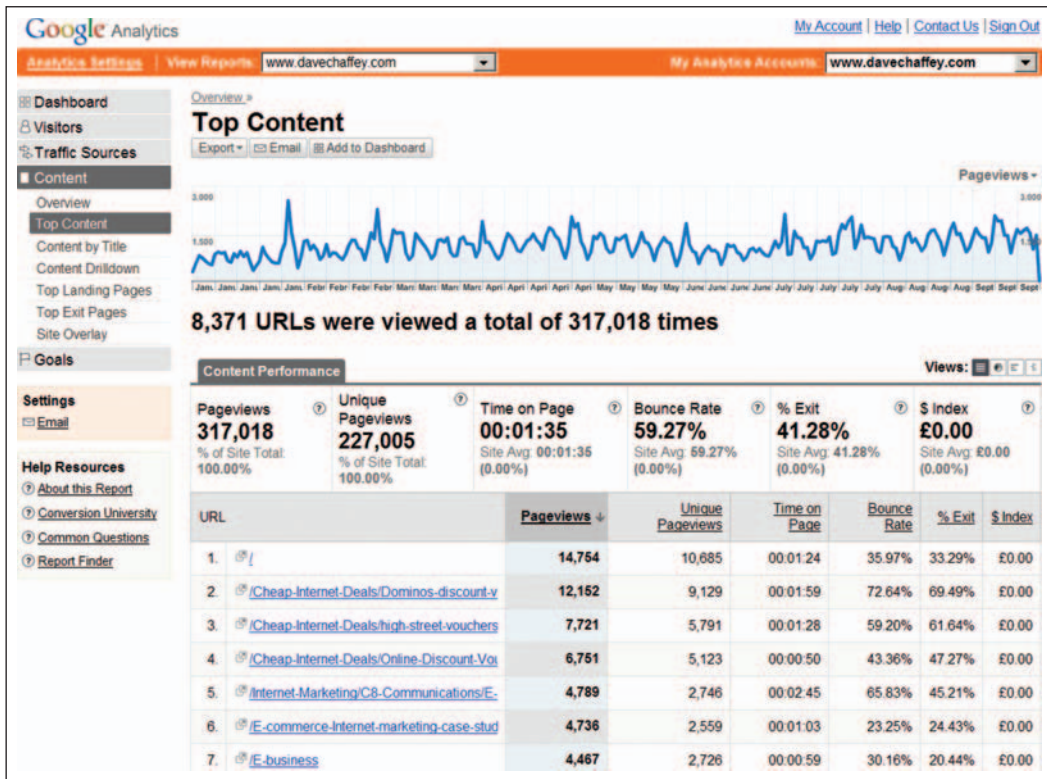 Google Analytics
My Account | Help | Contact Us | Sign Out
Analytics Settings | View Reports: www.davechaffey.com My Analytics Accounts: www.davechaffey.com
Dashboard
Visitors
Traffic Sources
Content
Overview
Top Content
Content by Title
Content Drilldown
Top Landing Pages
Top Exit Pages
Site Overlay
Goals
Settings
Email
Help Resources
About this Report
Conversion University
Common Questions
Report Finder
Overview »
Top Content
Export Email Add to Dashboard
Pageviews
3,000 3,000
1,500 1,500
8,371 URLs were viewed a total of 317,018 times
Content Performance
Views:
Pageviews
317,018
% of Site Total:
100.00%
Unique
Pageviews
227,005
% of Site Total:
100.00%
Time on Page
00:01:35
Site Avg: 00:01:35
(0.00%)
Bounce Rate
59.27%
Site Avg: 59.27%
(0.00%)
% Exit
41.28%
Site Avg: 41.28%
(0.00%)
$ Index
£0.00
Site Avg: £0.00
(0.00%)
URL Pageviews Unique Pageviews Time on Page Bounce Rate % Exit $ Index
1. / 14,754 10,685 00:01:24 35.97% 33.29% £0.00
2. /Cheap-Internet-Deals/Dominos-discount-v 12,152 9,129 00:01:59 72.64% 69.49% £0.00
3. /Cheap-Internet-Deals/high-street-vouchers 7,721 5,791 00:01:28 59.20% 61.64% £0.00
4. /Cheap-Internet-Deals/Online-Discount-Vou 6,751 5,123 00:00:50 43.36% 47.27% £0.00
5. /Internet-Marketing/C8-Communications/E- 4,789 2,746 00:02:45 65.83% 45.21% £0.00
6. /E-commerce-Internet-marketing-case-stud 4,736 2,559 00:01:03 23.25% 24.43% £0.00
7. /E-business 4,467 2,726 00:00:59 30.16% 20.44% £0.00